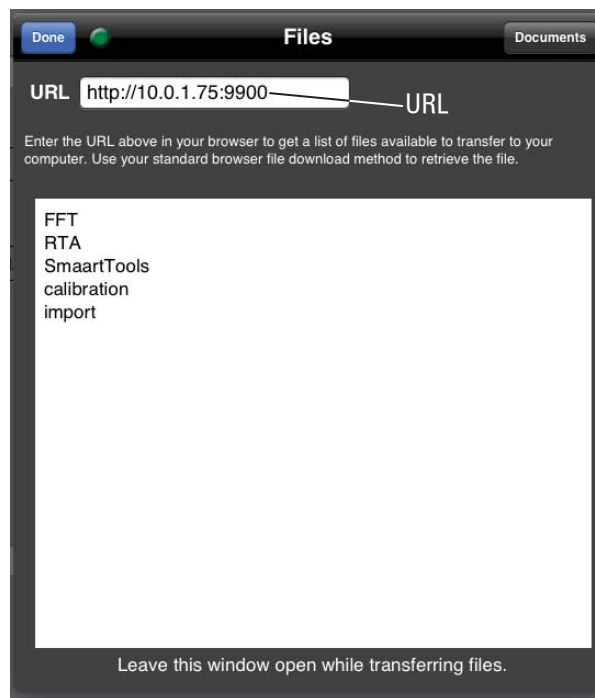 Done
Files
Documents
URL http://10.0.1.75:9900
URL
Enter the URL above in your browser to get a list of files available to transfer to your
computer. Use your standard browser file download method to retrieve the file.
FFT
RTA
SmaartTools
calibration
import
Leave this window open while transferring files.